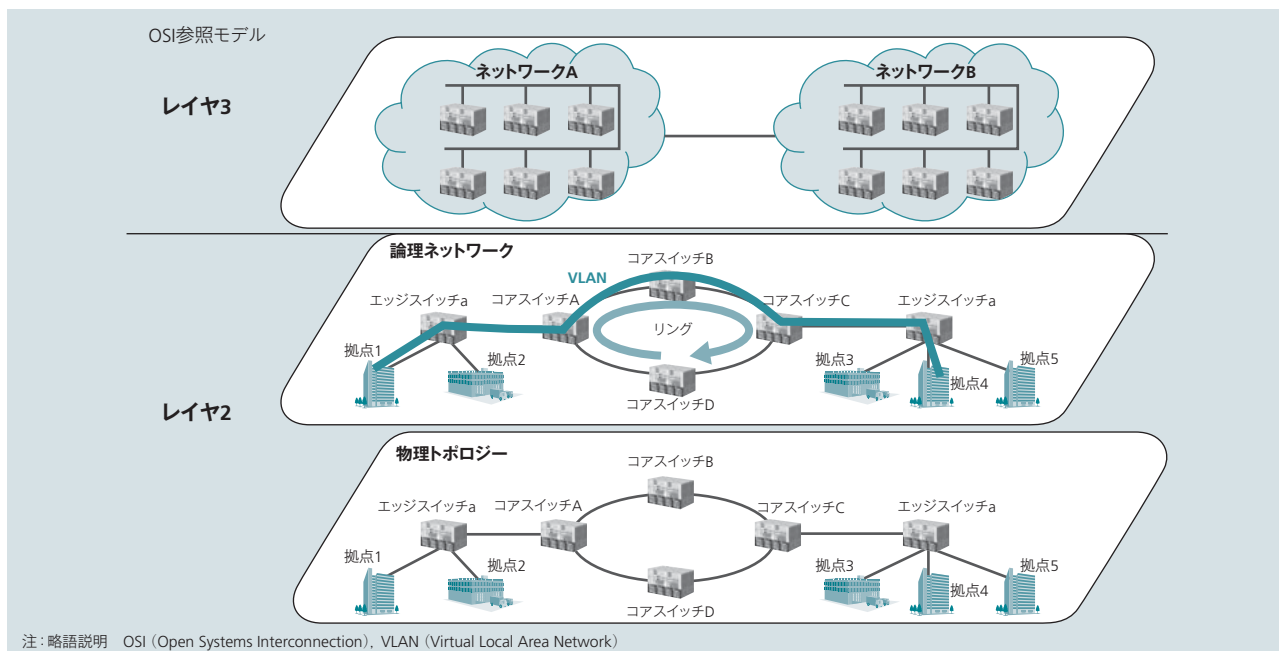 OSI参照モデル
レイヤ3
ネットワークA
ネットワークB
レイヤ2
論理ネットワーク
コアスイッチB
VLAN
エッジスイッチa
コアスイッチA
コアスイッチC
エッジスイッチa
リング
拠点1
拠点2
拠点3
拠点4
拠点5
コアスイッチD
物理トポロジー
コアスイッチB
エッジスイッチa
コアスイッチA
コアスイッチC
エッジスイッチa
拠点1
拠点2
拠点3
拠点4
拠点5
コアスイッチD
注：略語説明　OSI（Open Systems Interconnection），VLAN（Virtual Local Area Network）